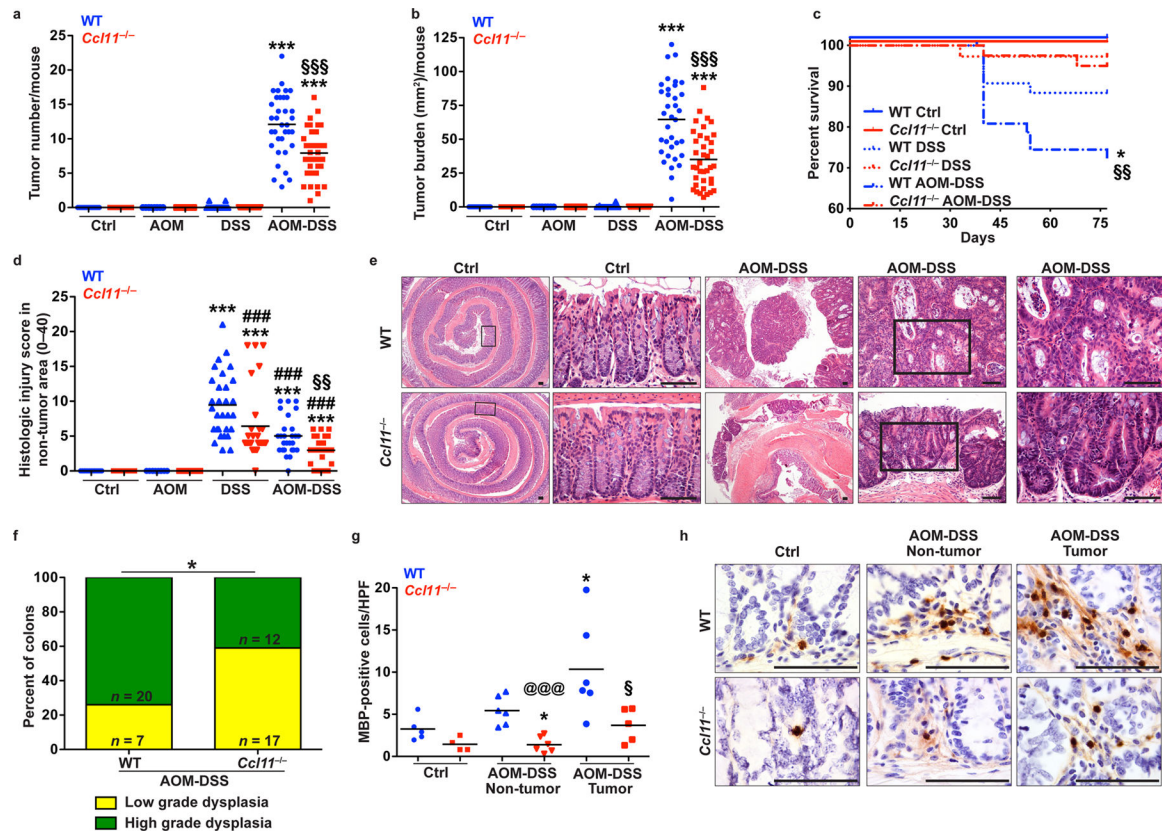 a
WT
Ccl11–/–
Tumor number/mouse
25
20
15
10
5
0
***
§§§
***
Ctrl
AOM
DSS
AOM-DSS
b
WT
Ccl11–/–
Tumor burden (mm2)/mouse
140
120
100
80
60
40
20
0
***
§§§
***
Ctrl
AOM
DSS
AOM-DSS
c
Percent survival
100
90
80
70
60
WT Ctrl
Ccl11–/– Ctrl
WT DSS
Ccl11–/– DSS
WT AOM-DSS
Ccl11–/– AOM-DSS
*
§§
0 15 30 45 60 75
Days
d
WT
Ccl11–/–
Histologic injury score in
non-tumor area (0–40)
25
20
15
10
5
0
***
###
***
###
***
§§
###
***
Ctrl
AOM
DSS
AOM-DSS
e
Ctrl
Ctrl
AOM-DSS
AOM-DSS
AOM-DSS
WT
Ccl11–/–
f
Percent of colons
100
80
60
40
20
0
*
n = 20
n = 7
n = 12
n = 17
WT
Ccl11–/–
AOM-DSS
Low grade dysplasia
High grade dysplasia
g
WT
Ccl11–/–
MBP-positive cells/HPF
25
20
15
10
5
0
@@@
*
*
§
Ctrl
AOM-DSS
Non-tumor
AOM-DSS
Tumor
h
Ctrl
AOM-DSS
Non-tumor
AOM-DSS
Tumor
WT
Ccl11–/–